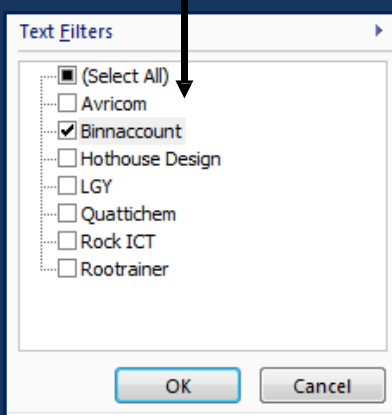 Text Filters
(Select All)
Avricom
Binnaccount
Hothouse Design
LGY
Quattichem
Rock ICT
Rootrainer
OK Cancel